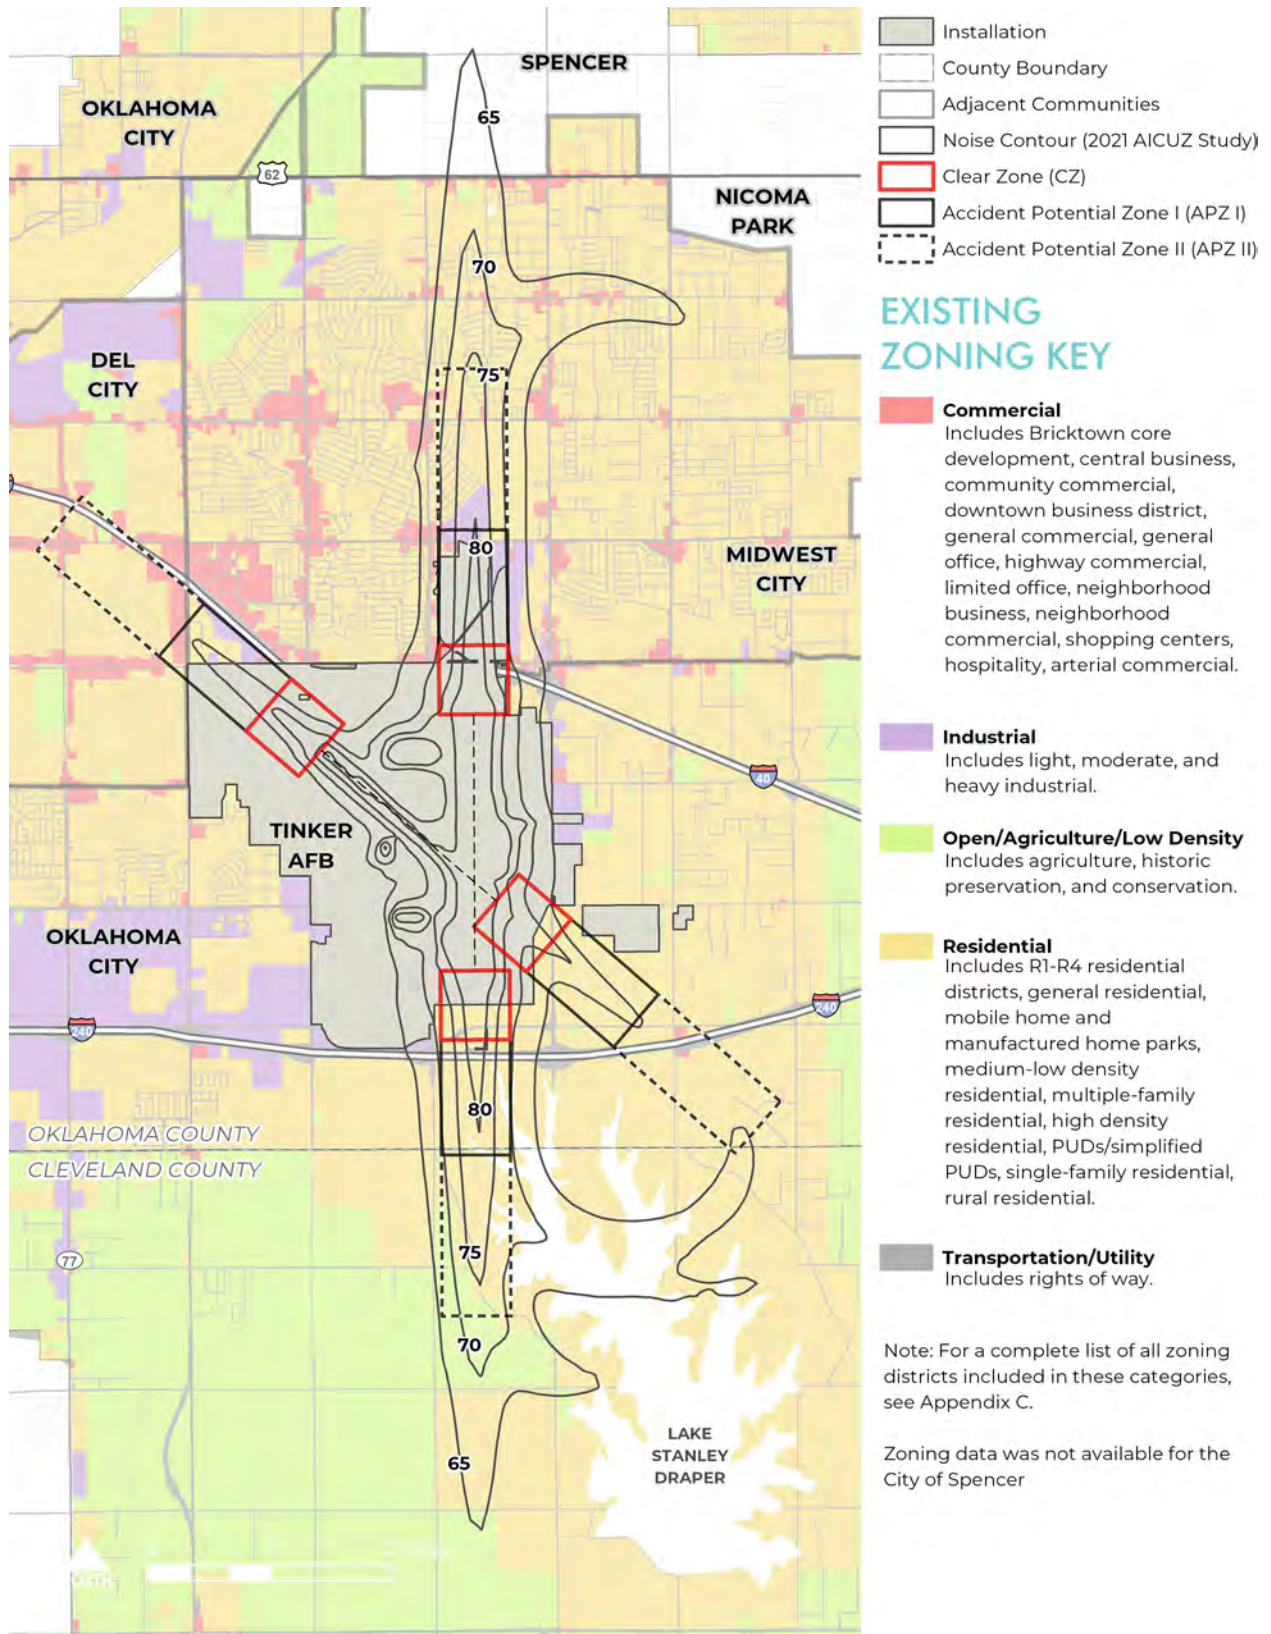 SPENCER
OKLAHOMA
CITY
65
62
NICOMA
PARK
70
DEL
CITY
75
80
MIDWEST
CITY
40
TINKER
AFB
OKLAHOMA
CITY
240
240
80
OKLAHOMA COUNTY
CLEVELAND COUNTY
75
77
70
65
LAKE
STANLEY
DRAPER
Installation
County Boundary
Adjacent Communities
Noise Contour (2021 AICUZ Study)
Clear Zone (CZ)
Accident Potential Zone I (APZ I)
Accident Potential Zone II (APZ II)
EXISTING
ZONING KEY
Commercial
Includes Bricktown core
development, central business,
community commercial,
downtown business district,
general commercial, general
office, highway commercial,
limited office, neighborhood
business, neighborhood
commercial, shopping centers,
hospitality, arterial commercial.
Industrial
Includes light, moderate, and
heavy industrial.
Open/Agriculture/Low Density
Includes agriculture, historic
preservation, and conservation.
Residential
Includes R1-R4 residential
districts, general residential,
mobile home and
manufactured home parks,
medium-low density
residential, multiple-family
residential, high density
residential, PUDs/simplified
PUDs, single-family residential,
rural residential.
Transportation/Utility
Includes rights of way.
Note: For a complete list of all zoning
districts included in these categories,
see Appendix C.
Zoning data was not available for the
City of Spencer